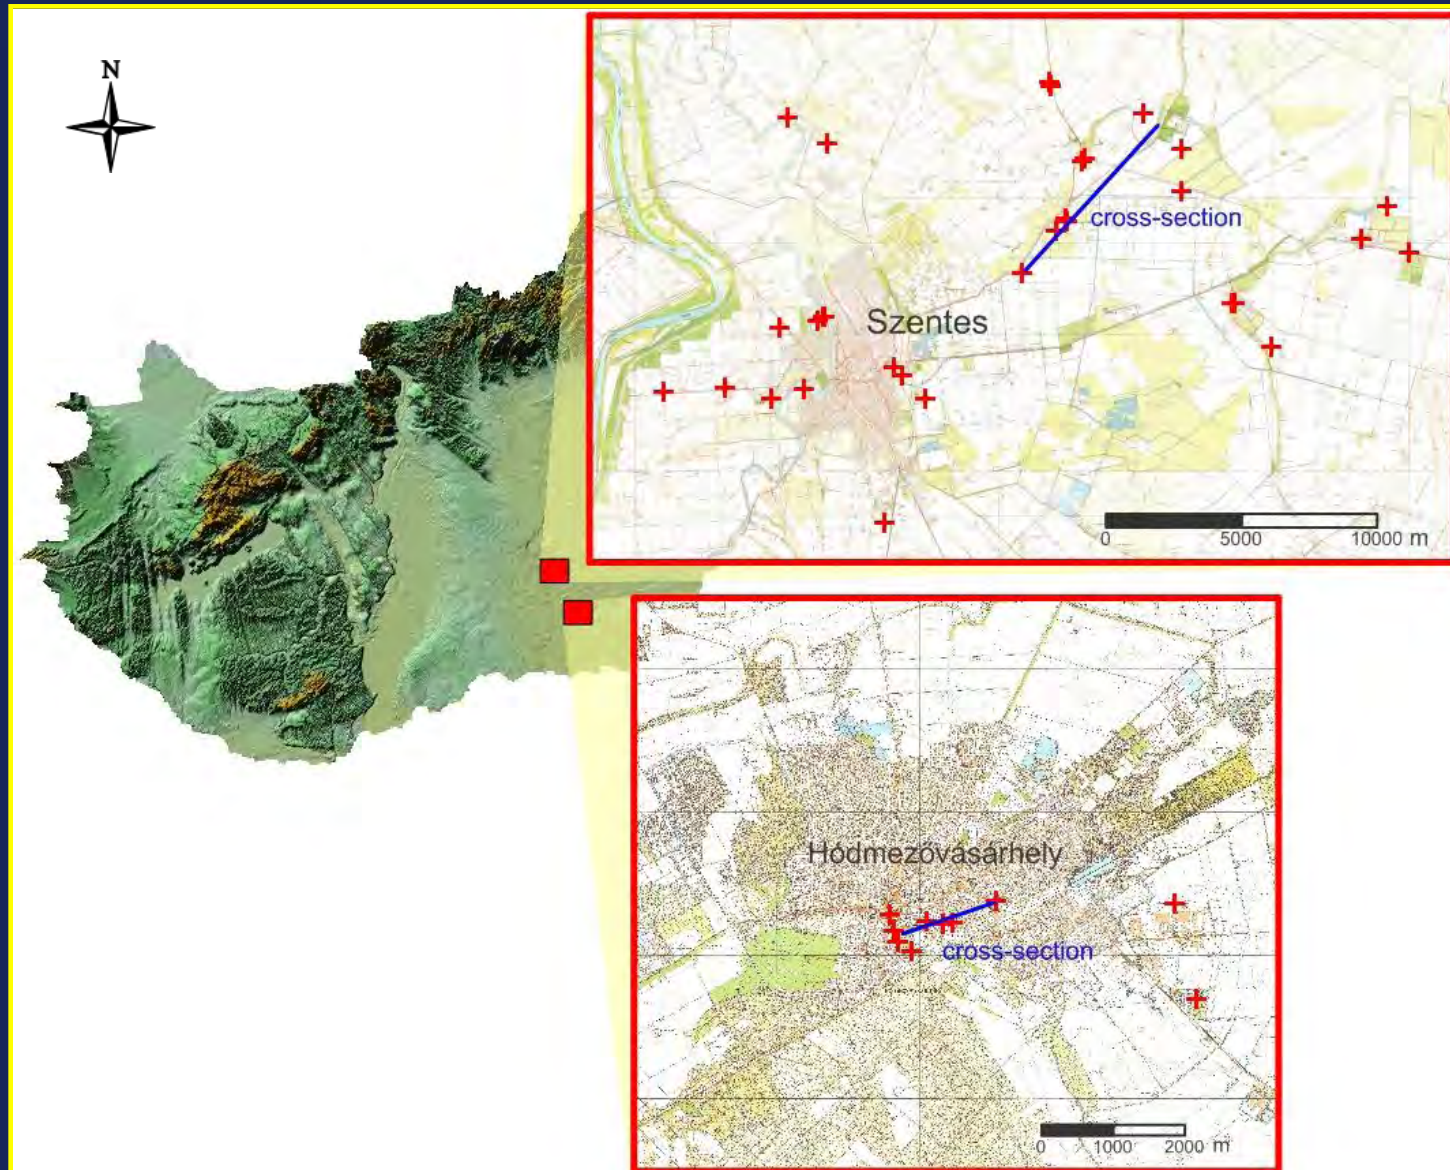 N
cross-section
Szentes
0 5000 10000 m
Hódmezővásárhely
cross-section
0 1000 2000 m